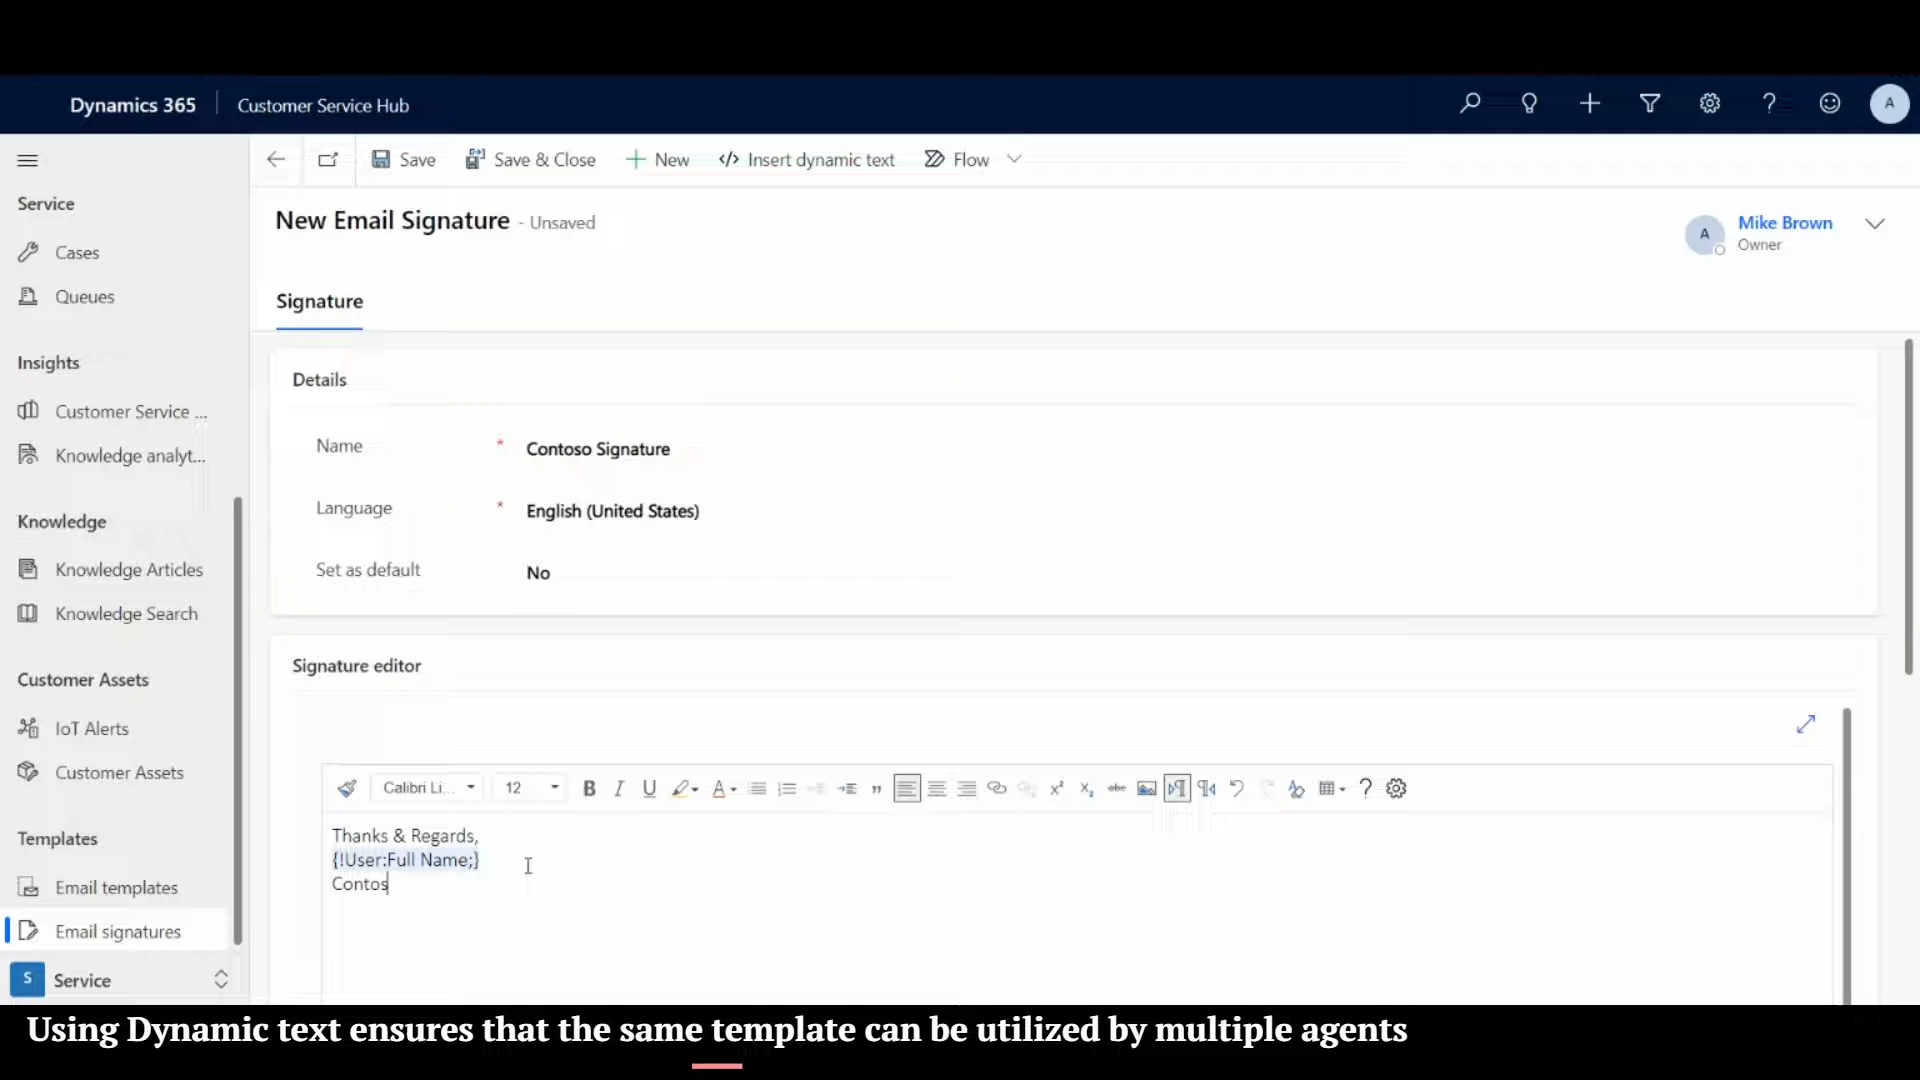 Dynamics 365
Customer Service Hub
A
Save
Save & Close
New
Insert dynamic text
Flow
Service
Cases
Queues
Insights
Customer Service ...
Knowledge analyt...
Knowledge
Knowledge Articles
Knowledge Search
Customer Assets
IoT Alerts
Customer Assets
Templates
Email templates
Email signatures
S
Service
New Email Signature - Unsaved
A
Mike Brown
Owner
Signature
Details
Name * Contoso Signature
Language * English (United States)
Set as default No
Signature editor
Calibri Li... 12
Thanks & Regards,
{!User:Full Name;}
Contos
Using Dynamic text ensures that the same template can be utilized by multiple agents